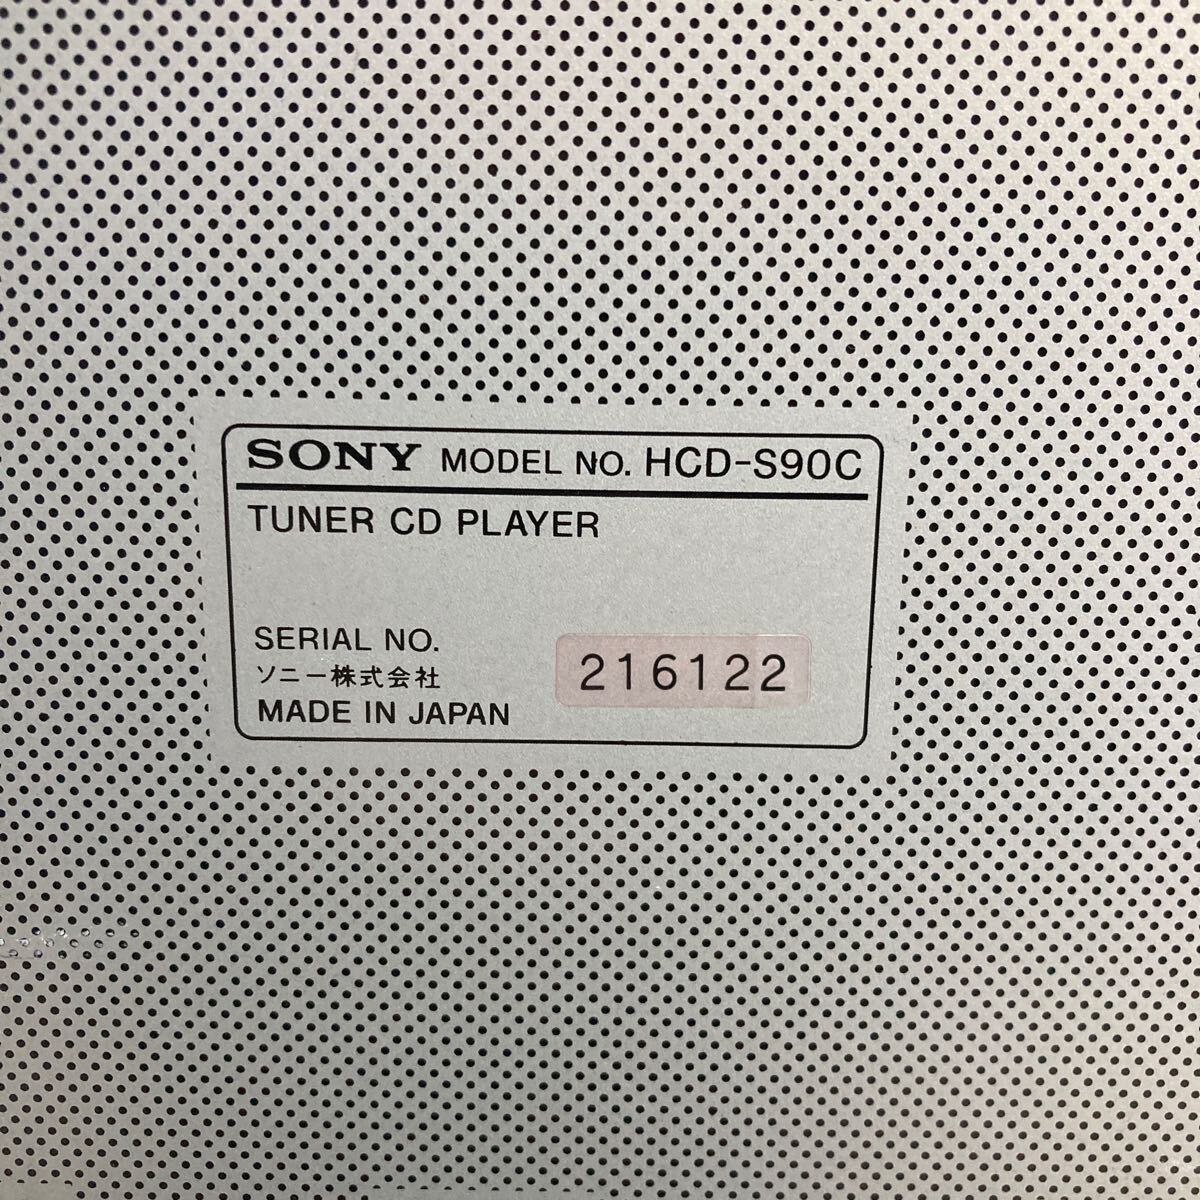 SONY MODEL NO. HCD-S90C
TUNER CD PLAYER
SERIAL NO.
216122
ソニー株式会社
MADE IN JAPAN